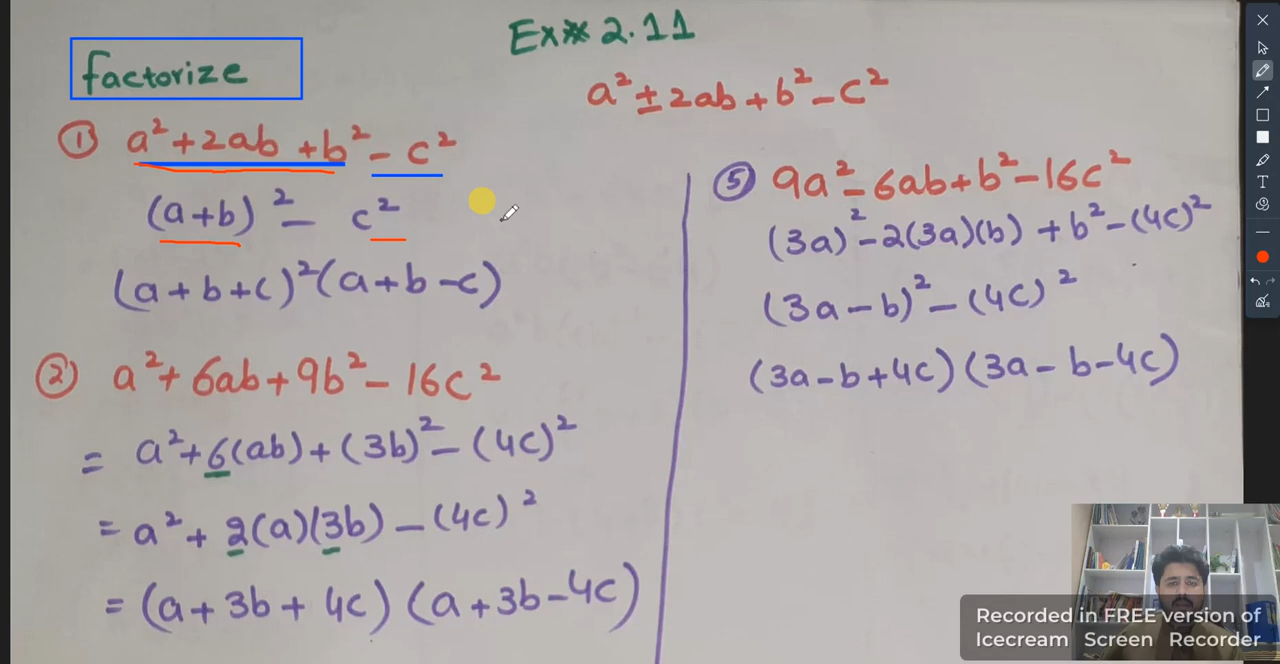 Ex 2.11
factorize
a² ± 2ab + b² - c²
① a² + 2ab + b² - c²
(a+b)² - c²
(a+b+c)²(a+b-c)
② a² + 6ab + 9b² - 16c²
= a² + 6(ab) + (3b)² - (4c)²
= a² + 2(a)(3b) - (4c)²
= (a + 3b + 4c) (a + 3b - 4c)
⑤ 9a² - 6ab + b² - 16c²
(3a)² - 2(3a)(b) + b² - (4c)²
(3a - b)² - (4c)²
(3a - b + 4c) (3a - b - 4c)
T
Recorded in FREE version of
Icecream Screen Recorder